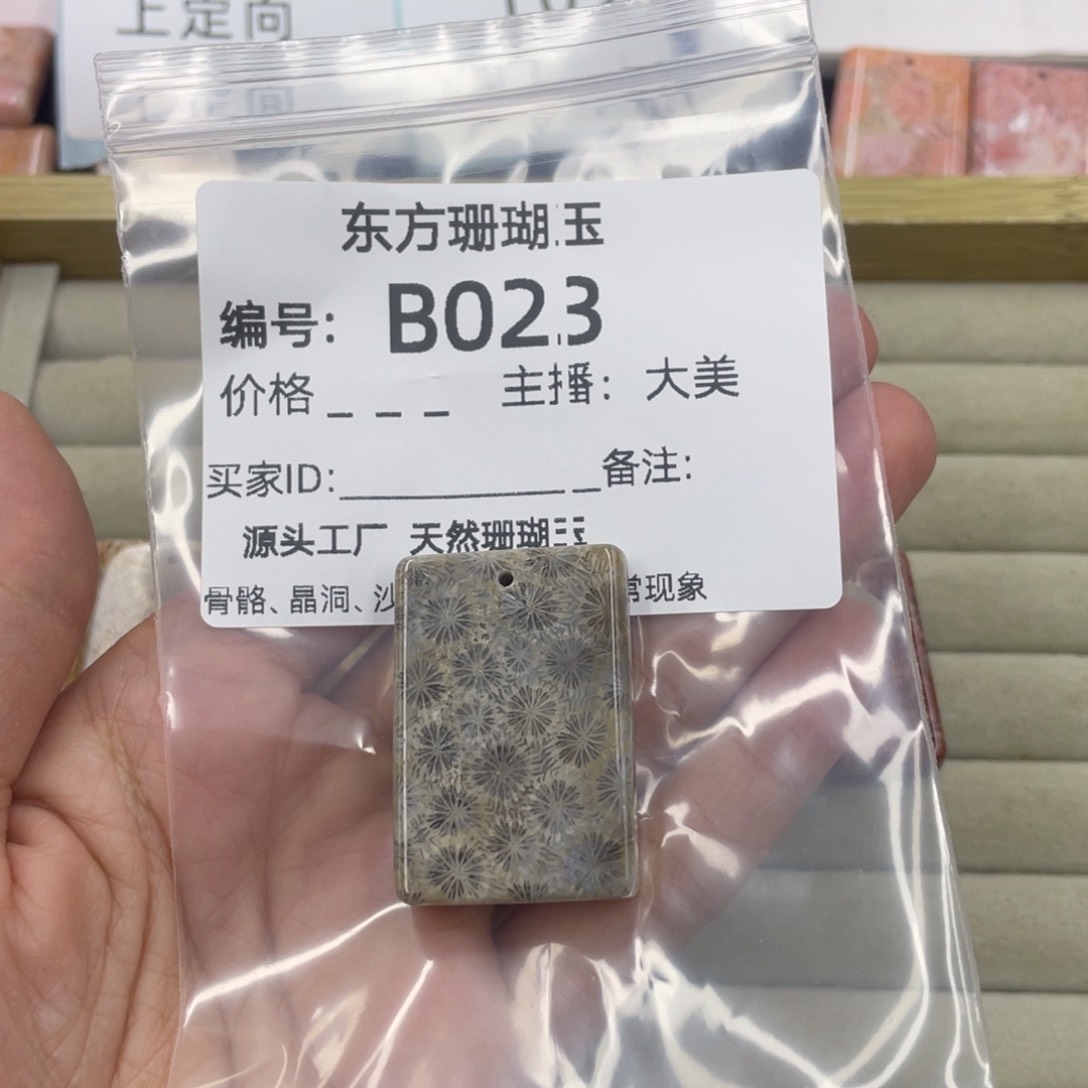 上定向
东方珊瑚玉
编号: B023
价格_ _ _ 主播: 大美
买家ID:___________ _备注:
源头工厂 天然珊瑚玉
骨骼、晶洞、沙 常现象